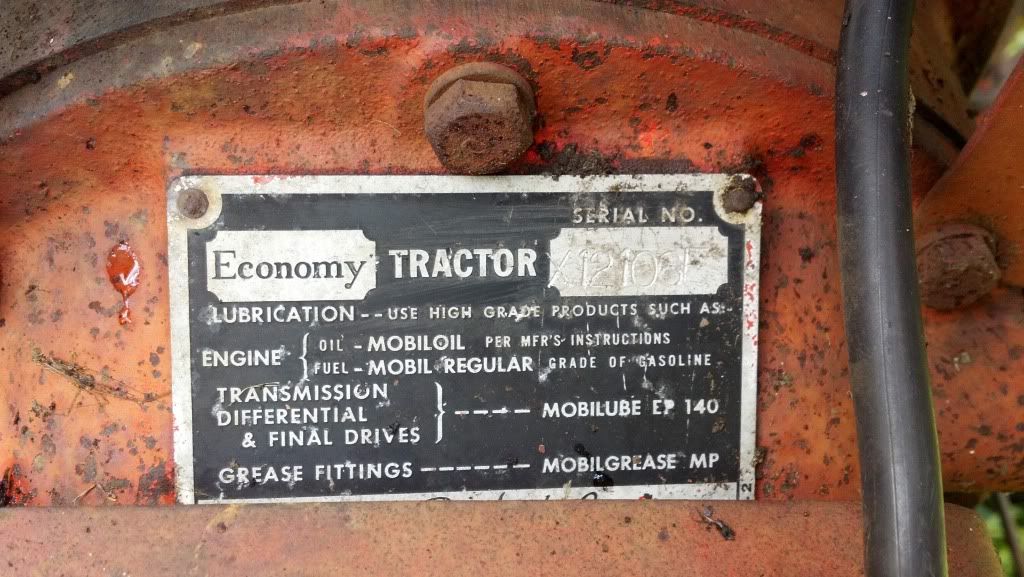 SERIAL NO.
Economy TRACTOR
LUBRICATION -- USE HIGH GRADE PRODUCTS SUCH AS:-
ENGINE { OIL - MOBILOIL PER MFR'S INSTRUCTIONS
FUEL - MOBIL REGULAR GRADE OF GASOLINE
TRANSMISSION
DIFFERENTIAL
& FINAL DRIVES } ---- MOBILUBE EP 140
GREASE FITTINGS ------ MOBILGREASE MP
2